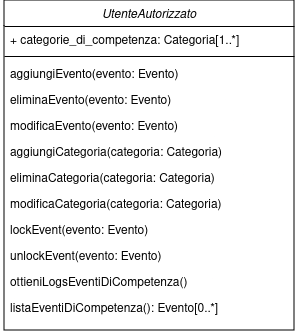 UtenteAutorizzato
+ categorie_di_competenza: Categoria[1..*]
aggiungiEvento(evento: Evento)
eliminaEvento(evento: Evento)
modificaEvento(evento: Evento)
aggiungiCategoria(categoria: Categoria)
eliminaCategoria(categoria: Categoria)
modificaCategoria(categoria: Categoria)
lockEvent(evento: Evento)
unlockEvent(evento: Evento)
ottieniLogsEventiDiCompetenza()
listaEventiDiCompetenza(): Evento[0..*]